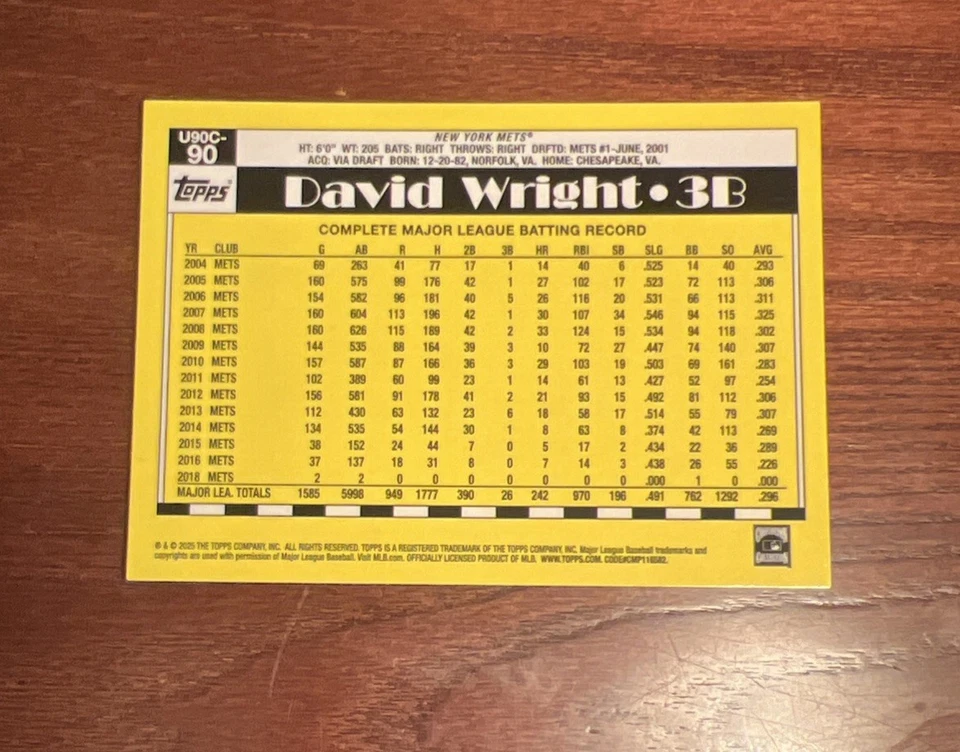 U90C-
90
NEW YORK METS®
HT: 6'0" WT: 205 BATS: RIGHT THROWS: RIGHT DRFTD: METS #1-JUNE, 2001
ACQ: VIA DRAFT BORN: 12-20-82, NORFOLK, VA. HOME: CHESAPEAKE, VA.
TOPPS®
David Wright • 3B
COMPLETE MAJOR LEAGUE BATTING RECORD
YR CLUB G AB R H 2B 3B HR RBI SB SLG BB SO AVG
2004 METS 69 263 41 77 17 1 14 40 6 .525 14 40 .293
2005 METS 160 575 99 176 42 1 27 102 17 .523 72 113 .306
2006 METS 154 582 96 181 40 5 26 116 20 .531 66 113 .311
2007 METS 160 604 113 196 42 1 30 107 34 .546 94 115 .325
2008 METS 160 626 115 189 42 2 33 124 15 .534 94 118 .302
2009 METS 144 535 88 164 39 3 10 72 27 .447 74 140 .307
2010 METS 157 587 87 166 36 3 29 103 19 .503 69 161 .283
2011 METS 102 389 60 99 23 1 14 61 13 .427 52 97 .254
2012 METS 156 581 91 178 41 2 21 93 15 .492 81 112 .306
2013 METS 112 430 63 132 23 6 18 58 17 .514 55 79 .307
2014 METS 134 535 54 144 30 1 8 63 8 .374 42 113 .269
2015 METS 38 152 24 44 7 0 5 17 2 .434 22 36 .289
2016 METS 37 137 18 31 8 0 7 14 3 .438 26 55 .226
2018 METS 2 2 0 0 0 0 0 0 0 .000 1 0 .000
MAJOR LEA. TOTALS 1585 5998 949 1777 390 26 242 970 196 .491 762 1292 .296
® & © 2025 THE TOPPS COMPANY, INC. ALL RIGHTS RESERVED. TOPPS IS A REGISTERED TRADEMARK OF THE TOPPS COMPANY, INC. Major League Baseball trademarks and
copyrights are used with permission of Major League Baseball. Visit MLB.com. OFFICIALLY LICENSED PRODUCT OF MLB. WWW.TOPPS.COM. CODE#CMP118582.